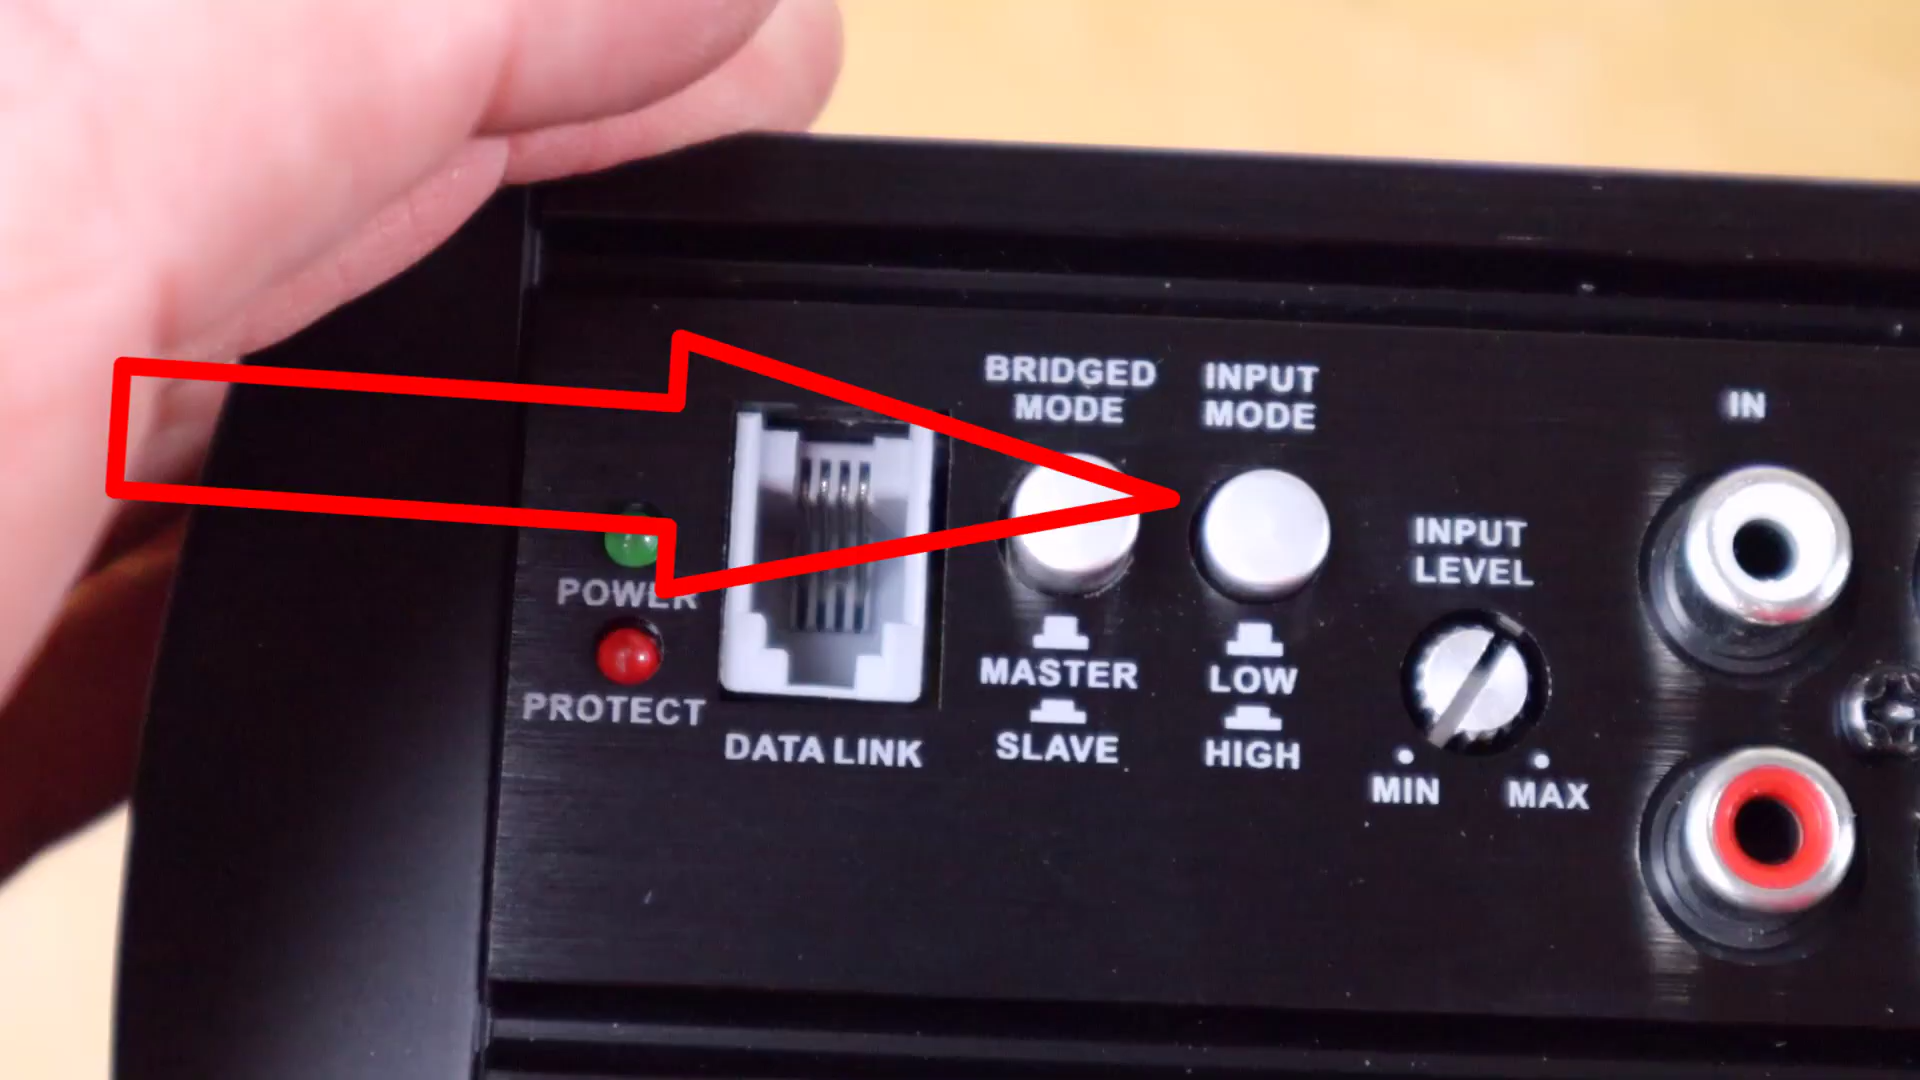 BRIDGED
MODE
INPUT
MODE
IN
INPUT
LEVEL
POWER
PROTECT
DATA LINK
MASTER
SLAVE
LOW
HIGH
MIN
MAX